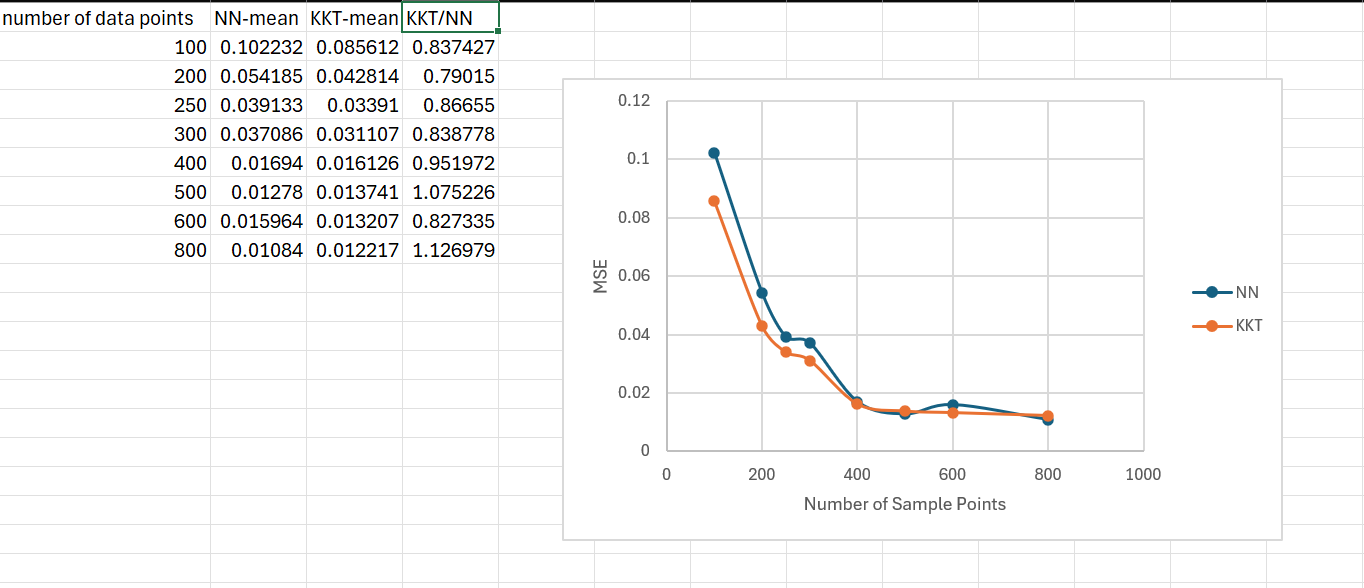 number of data points NN-mean KKT-mean KKT/NN
100 0.102232 0.085612 0.837427
200 0.054185 0.042814 0.79015
250 0.039133 0.03391 0.86655
300 0.037086 0.031107 0.838778
400 0.01694 0.016126 0.951972
500 0.01278 0.013741 1.075226
600 0.015964 0.013207 0.827335
800 0.01084 0.012217 1.126979
0.12
0.1
0.08
0.06
0.04
0.02
0
MSE
0 200 400 600 800 1000
Number of Sample Points
NN
KKT